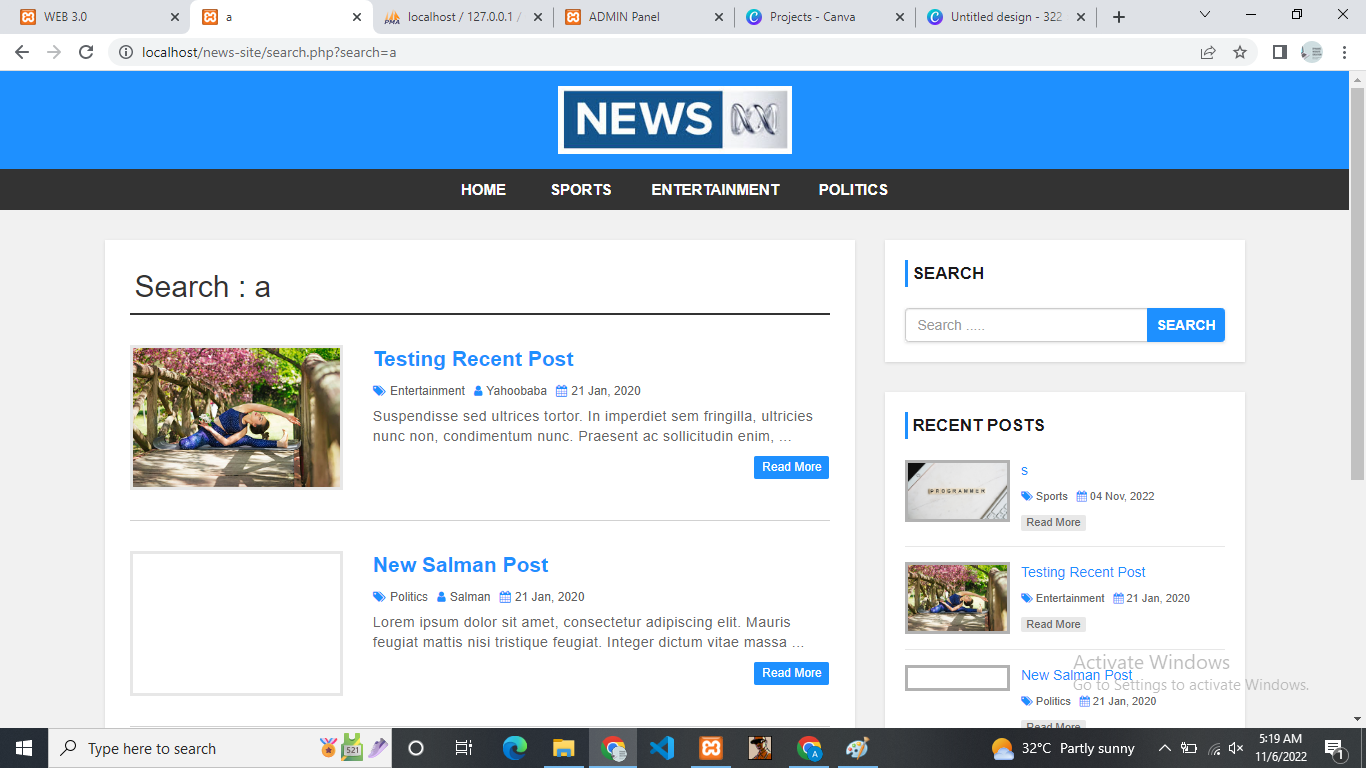 WEB 3.0
a
localhost / 127.0.0.1 /
ADMIN Panel
Projects - Canva
Untitled design - 322
localhost/news-site/search.php?search=a
NEWS
HOME SPORTS ENTERTAINMENT POLITICS
Search : a
Testing Recent Post
Entertainment Yahoobaba 21 Jan, 2020
Suspendisse sed ultrices tortor. In imperdiet sem fringilla, ultricies
nunc non, condimentum nunc. Praesent ac sollicitudin enim, ...
Read More
New Salman Post
Politics Salman 21 Jan, 2020
Lorem ipsum dolor sit amet, consectetur adipiscing elit. Mauris
feugiat mattis nisi tristique feugiat. Integer dictum vitae massa ...
Read More
SEARCH
Search ..... SEARCH
RECENT POSTS
PROGRAMMER
s
Sports 04 Nov, 2022
Read More
Testing Recent Post
Entertainment 21 Jan, 2020
Read More
New Salman Post
Politics 21 Jan, 2020
Read More
Activate Windows
Go to Settings to activate Windows.
Type here to search
521
32°C Partly sunny
5:19 AM
11/6/2022
1